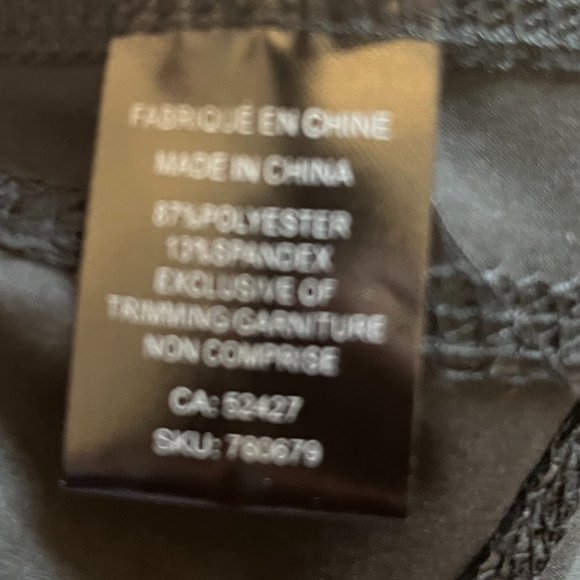 FABRIQUÉ EN CHINE
MADE IN CHINA
87%POLYESTER
13%SPANDEX
EXCLUSIVE OF
TRIMMING GARNITURE
NON COMPRISE
CA: 52427
SKU: 760679